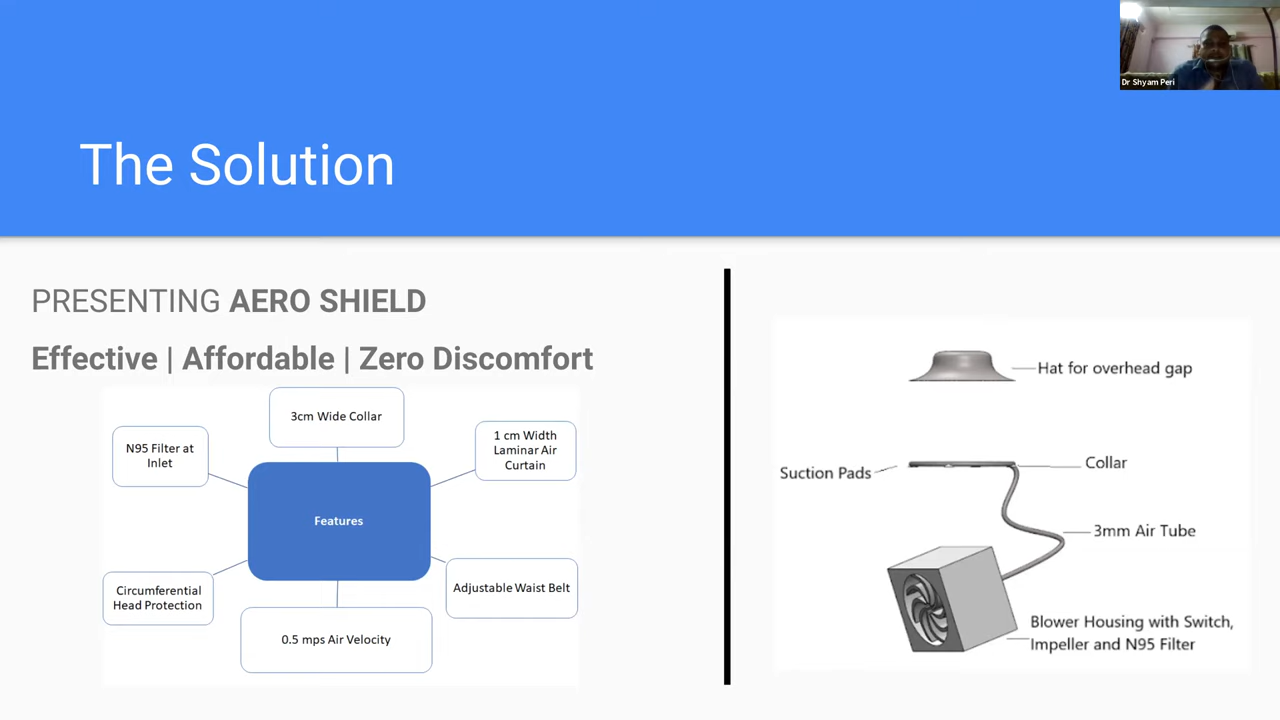 Dr Shyam Peri
The Solution
PRESENTING AERO SHIELD
Effective | Affordable | Zero Discomfort
3cm Wide Collar
N95 Filter at
Inlet
1 cm Width
Laminar Air
Curtain
Features
Circumferential
Head Protection
Adjustable Waist Belt
0.5 mps Air Velocity
Hat for overhead gap
Suction Pads
Collar
3mm Air Tube
Blower Housing with Switch,
Impeller and N95 Filter